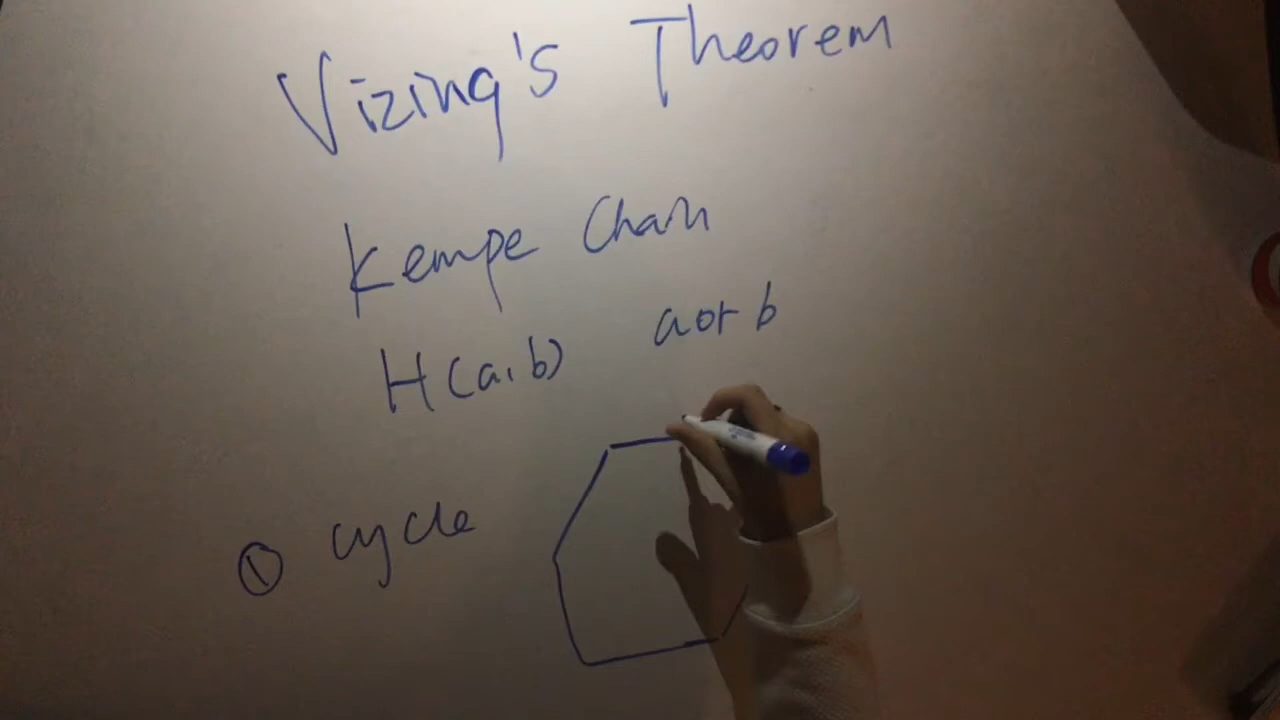 Vizing's Theorem
Kempe Chain
H(a,b) a or b
① cycle